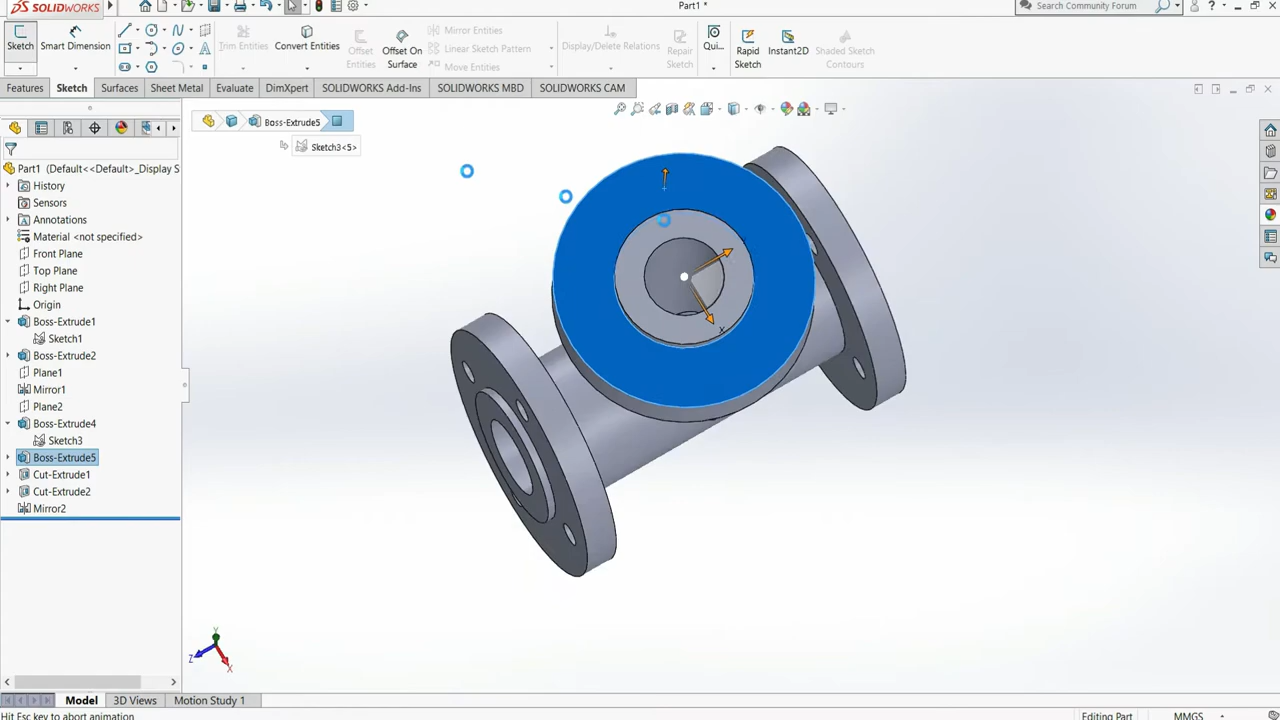 SOLIDWORKS
Part1 *
Search Community Forum
Sketch
Smart Dimension
Trim Entities
Convert Entities
Offset Entities
Offset On Surface
Mirror Entities
Linear Sketch Pattern
Move Entities
Display/Delete Relations
Repair Sketch
Qui...
Rapid Sketch
Instant2D
Shaded Sketch Contours
Features
Sketch
Surfaces
Sheet Metal
Evaluate
DimXpert
SOLIDWORKS Add-Ins
SOLIDWORKS MBD
SOLIDWORKS CAM
Boss-Extrude5
Sketch3<5>
Part1 (Default<<Default>_Display S
History
Sensors
Annotations
Material <not specified>
Front Plane
Top Plane
Right Plane
Origin
Boss-Extrude1
Sketch1
Boss-Extrude2
Plane1
Mirror1
Plane2
Boss-Extrude4
Sketch3
Boss-Extrude5
Cut-Extrude1
Cut-Extrude2
Mirror2
X
Y
Z
X
Model
3D Views
Motion Study 1
Hit Esc key to abort animation
Editing Part
MMGS